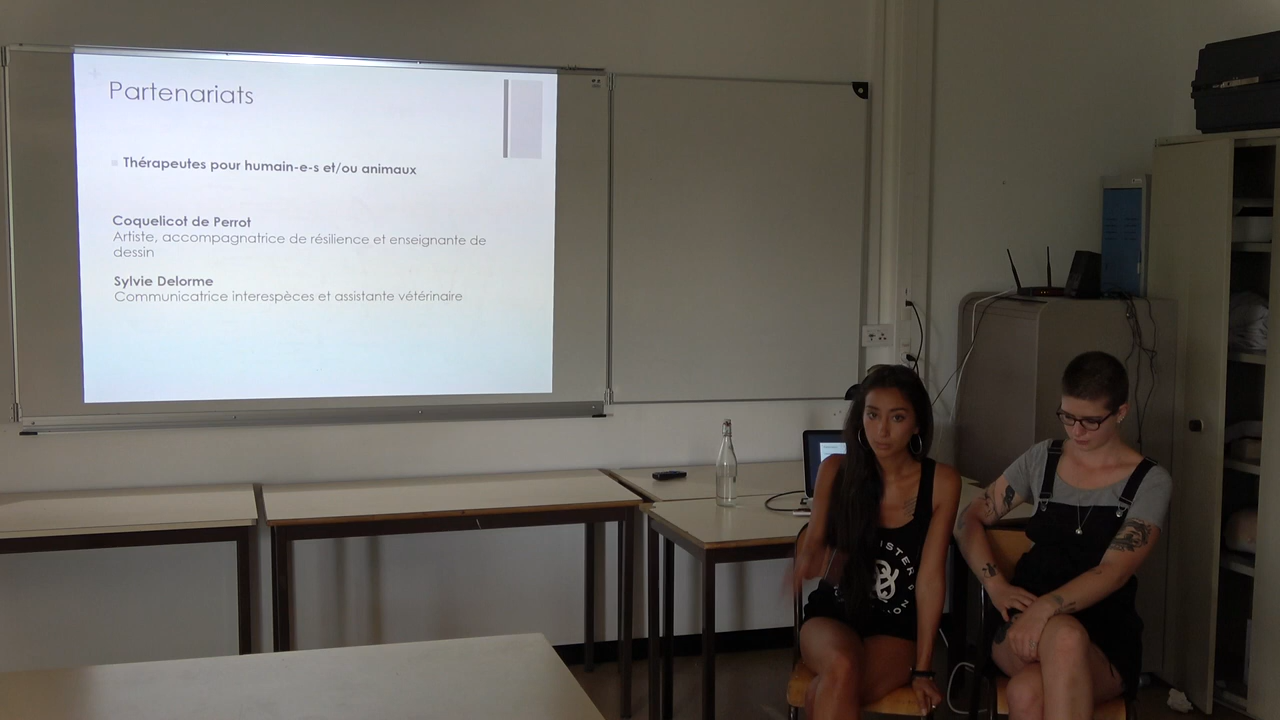 Partenariats
Thérapeutes pour humain-e-s et/ou animaux
Coquelicot de Perrot
Artiste, accompagnatrice de résilience et enseignante de
dessin
Sylvie Delorme
Communicatrice interespèces et assistante vétérinaire